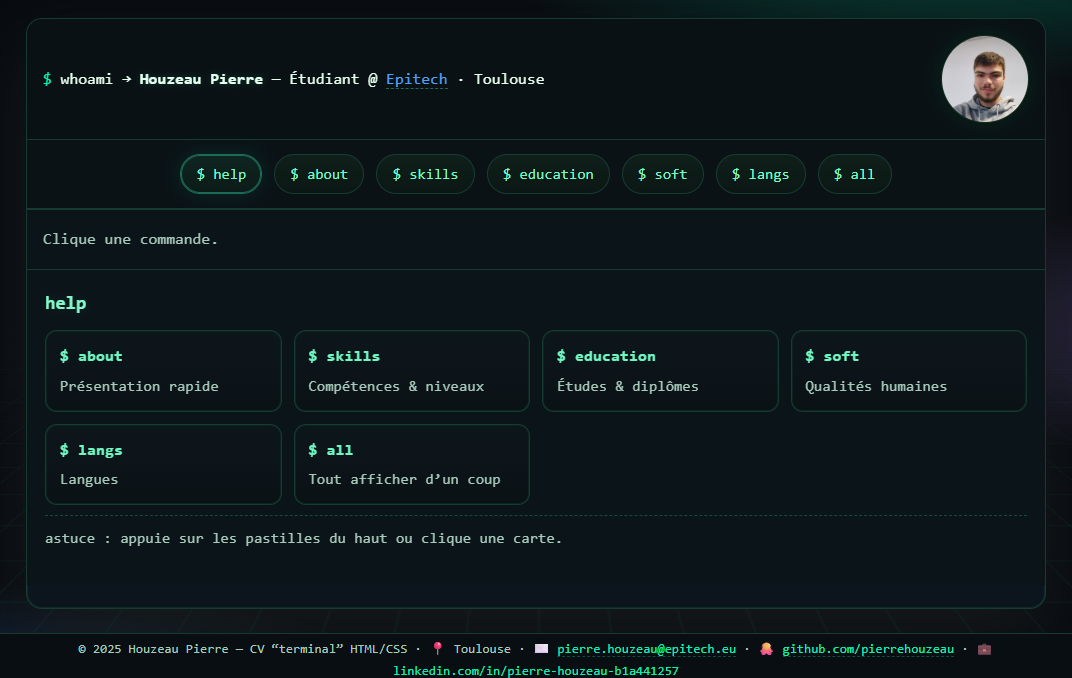 $ whoami → Houzeau Pierre — Étudiant @ Epitech · Toulouse
$ help $ about $ skills $ education $ soft $ langs $ all
Clique une commande.
help
$ about
Présentation rapide
$ skills
Compétences & niveaux
$ education
Études & diplômes
$ soft
Qualités humaines
$ langs
Langues
$ all
Tout afficher d’un coup
astuce : appuie sur les pastilles du haut ou clique une carte.
© 2025 Houzeau Pierre — CV “terminal” HTML/CSS · 📍 Toulouse · ✉️ pierre.houzeau@epitech.eu · 🐙 github.com/pierrehouzeau · 💼
linkedin.com/in/pierre-houzeau-b1a441257